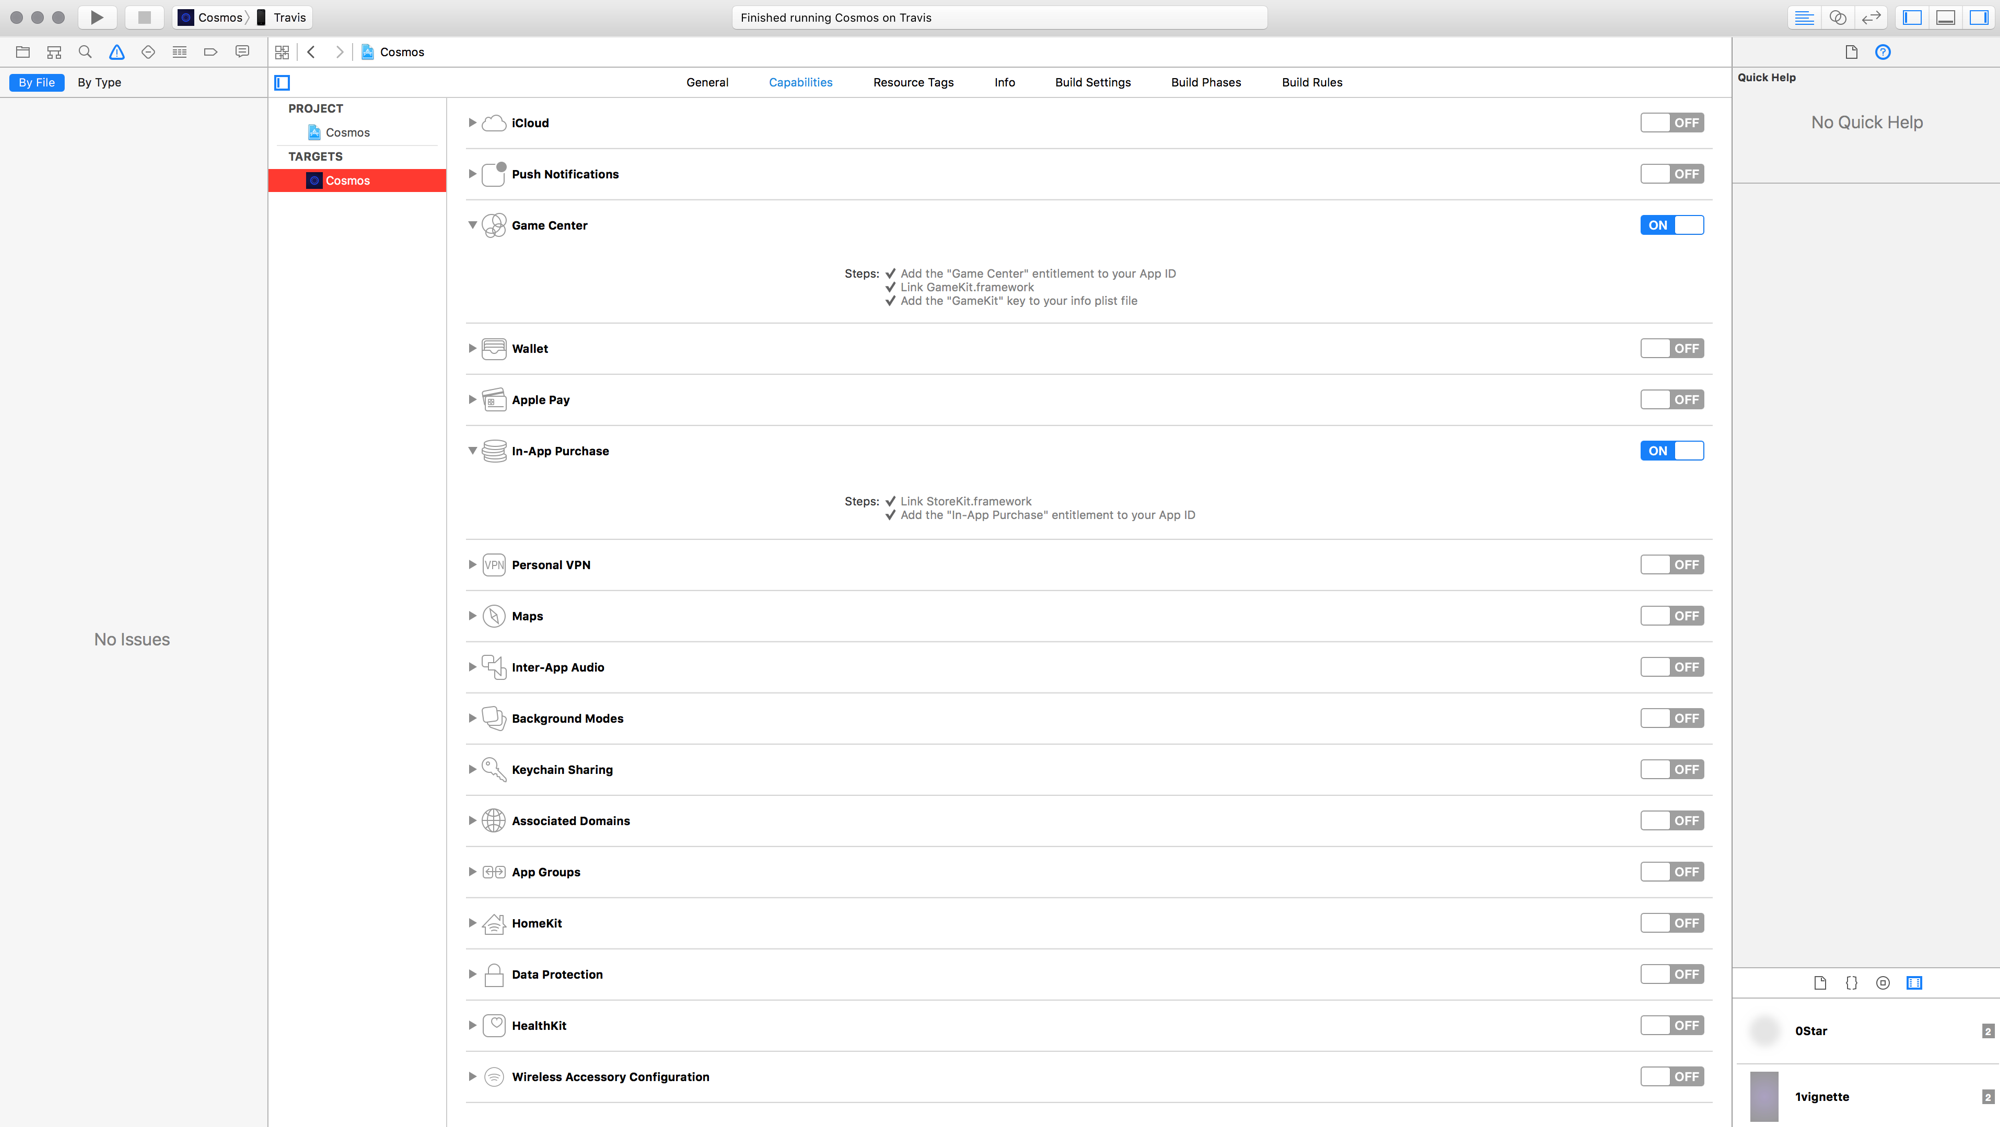 Cosmos
Travis
Finished running Cosmos on Travis
Cosmos
By File
By Type
General
Capabilities
Resource Tags
Info
Build Settings
Build Phases
Build Rules
Quick Help
No Quick Help
PROJECT
Cosmos
TARGETS
Cosmos
No Issues
iCloud
OFF
Push Notifications
OFF
Game Center
ON
Steps:
✔ Add the "Game Center" entitlement to your App ID
✔ Link GameKit.framework
✔ Add the "GameKit" key to your info plist file
Wallet
OFF
Apple Pay
OFF
In-App Purchase
ON
Steps:
✔ Link StoreKit.framework
✔ Add the "In-App Purchase" entitlement to your App ID
VPN
Personal VPN
OFF
Maps
OFF
Inter-App Audio
OFF
Background Modes
OFF
Keychain Sharing
OFF
Associated Domains
OFF
App Groups
OFF
HomeKit
OFF
Data Protection
OFF
HealthKit
OFF
Wireless Accessory Configuration
OFF
{ }
0Star
2
1vignette
2